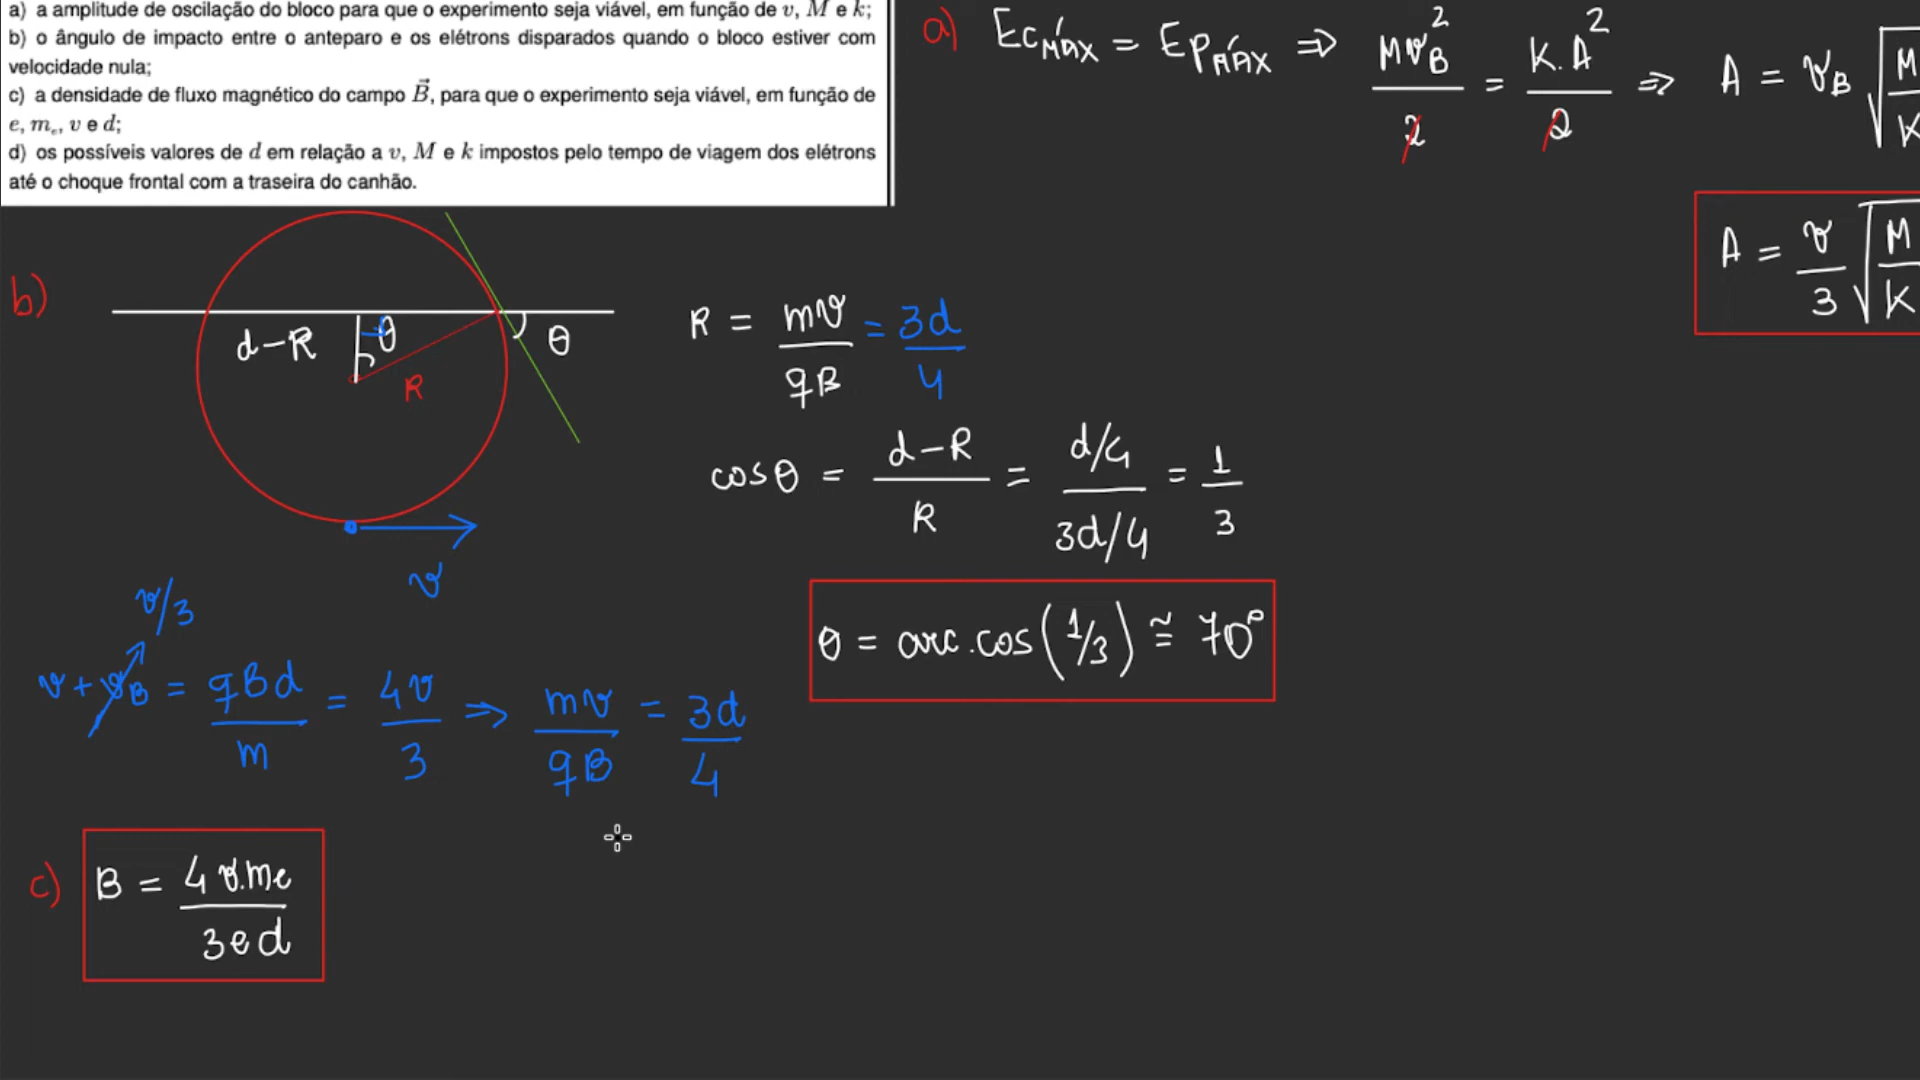 a) a amplitude de oscilação do bloco para que o experimento seja viável, em função de v, M e k;
b) o ângulo de impacto entre o anteparo e os elétrons disparados quando o bloco estiver com
velocidade nula;
c) a densidade de fluxo magnético do campo B⃗, para que o experimento seja viável, em função de
e, mₑ, v e d;
d) os possíveis valores de d em relação a v, M e k impostos pelo tempo de viagem dos elétrons
até o choque frontal com a traseira do canhão.
a) Ec MÁX = Ep MÁX ⇒ Mv_B²/2 = K.A²/2 ⇒ A = v_B √(M/K
A = v/3 √(M/K
b)
d-R θ R θ
v
R = mv/qB = 3d/4
cosθ = (d-R)/R = (d/4)/(3d/4) = 1/3
θ = arc.cos(1/3) ≅ 70°
v/3
v + v_B = qBd/m = 4v/3 ⇒ mv/qB = 3d/4
c) B = 4v.me/3ed